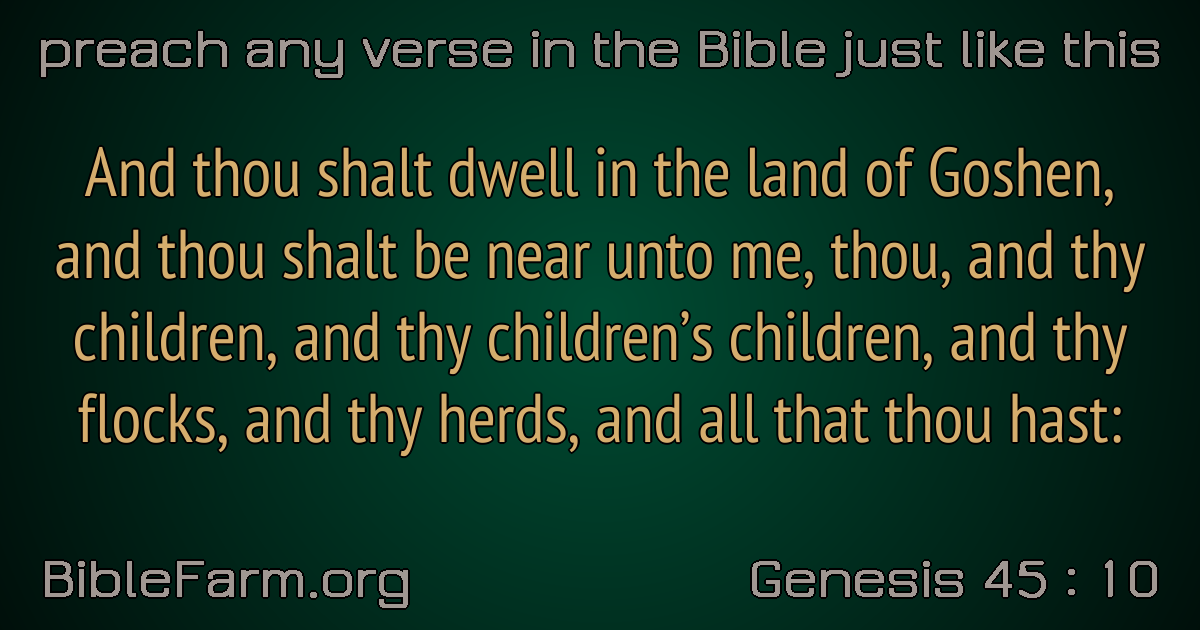 preach any verse in the Bible just like this
And thou shalt dwell in the land of Goshen,
and thou shalt be near unto me, thou, and thy
children, and thy children’s children, and thy
flocks, and thy herds, and all that thou hast:
BibleFarm.org
Genesis 45 : 10